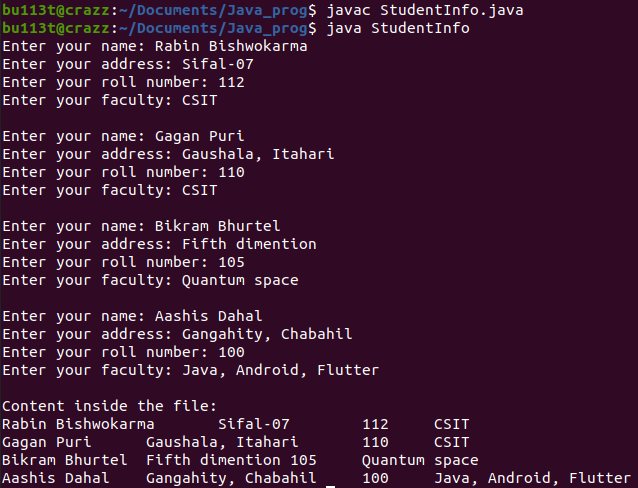 bu113t@crazz:~/Documents/Java_prog$ javac StudentInfo.java
bu113t@crazz:~/Documents/Java_prog$ java StudentInfo
Enter your name: Rabin Bishwokarma
Enter your address: Sifal-07
Enter your roll number: 112
Enter your faculty: CSIT

Enter your name: Gagan Puri
Enter your address: Gaushala, Itahari
Enter your roll number: 110
Enter your faculty: CSIT

Enter your name: Bikram Bhurtel
Enter your address: Fifth dimention
Enter your roll number: 105
Enter your faculty: Quantum space

Enter your name: Aashis Dahal
Enter your address: Gangahity, Chabahil
Enter your roll number: 100
Enter your faculty: Java, Android, Flutter

Content inside the file:
Rabin Bishwokarma	Sifal-07	112	CSIT
Gagan Puri	Gaushala, Itahari	110	CSIT
Bikram Bhurtel	Fifth dimention	105	Quantum space
Aashis Dahal	Gangahity, Chabahil	100	Java, Android, Flutter